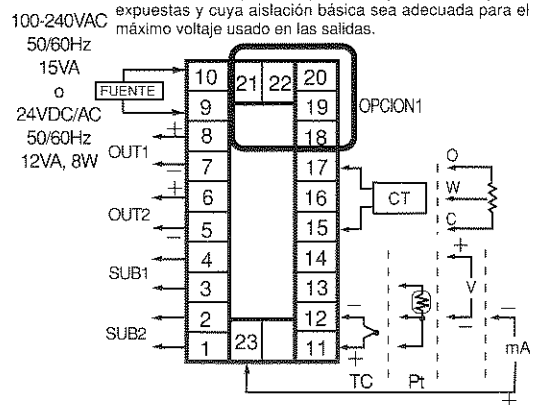 expuestas y cuya aislación básica sea adecuada para el
máximo voltaje usado en las salidas.
100-240VAC
50/60Hz
15VA
o
24VDC/AC
50/60Hz
12VA, 8W
FUENTE
10
9
8
7
6
5
4
3
2
1
21 22
23
20
19
18
17
16
15
14
13
12
11
OPCION1
+
OUT1
−
+
OUT2
−
SUB1
SUB2
CT
O
W
C
+
V
−
−
mA
+
−
+
TC
Pt